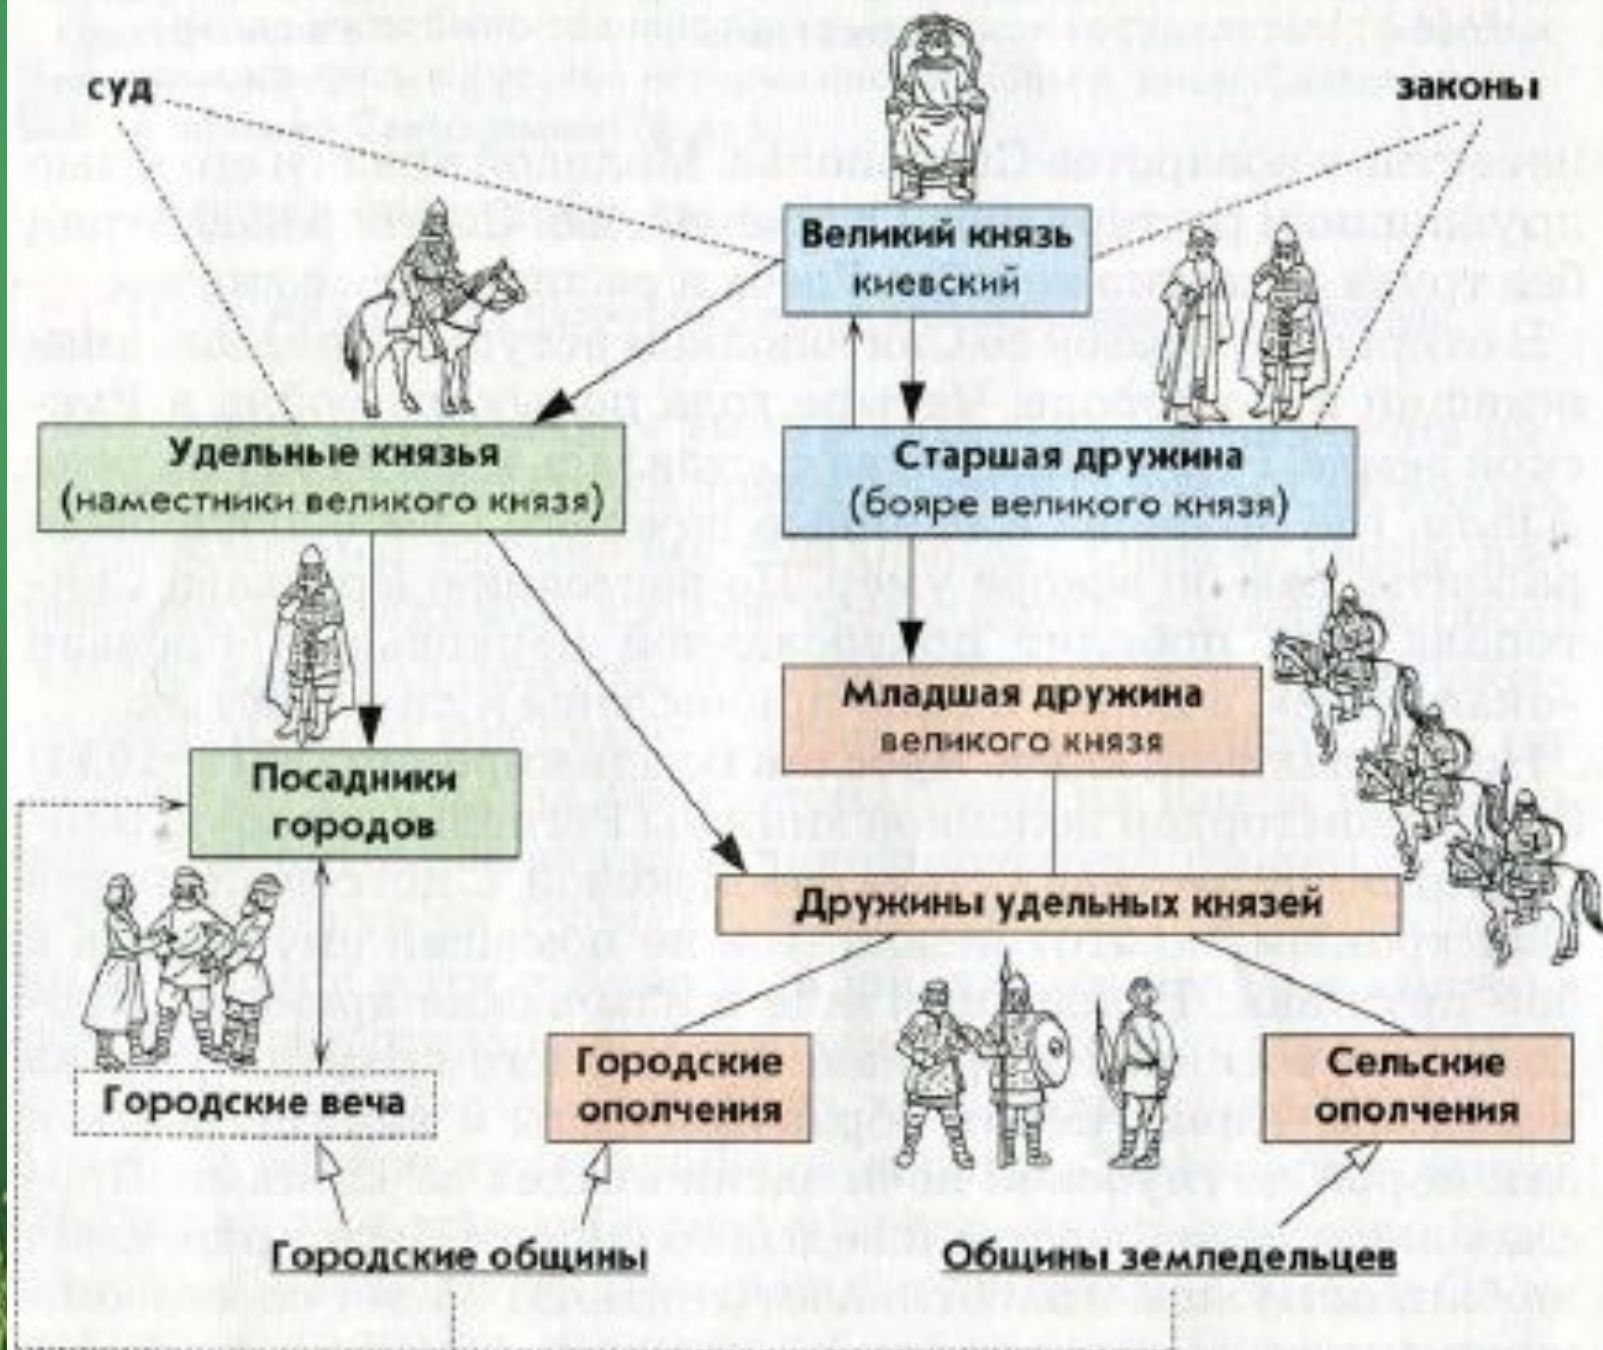 суд
законы
Великий князь
киевский
Удельные князья
(наместники великого князя)
Старшая дружина
(бояре великого князя)
Младшая дружина
великого князя
Посадники
городов
Дружины удельных князей
Городские веча
Городские
ополчения
Сельские
ополчения
Городские общины
Общины земледельцев